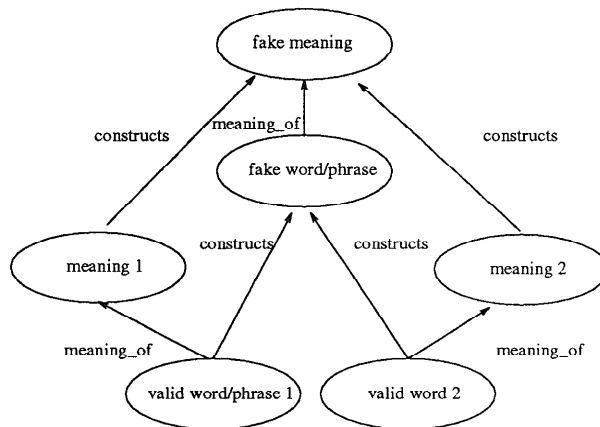 fake meaning
constructs
meaning_of
constructs
fake word/phrase
constructs
constructs
meaning 1
meaning 2
meaning_of
meaning_of
valid word/phrase 1
valid word 2